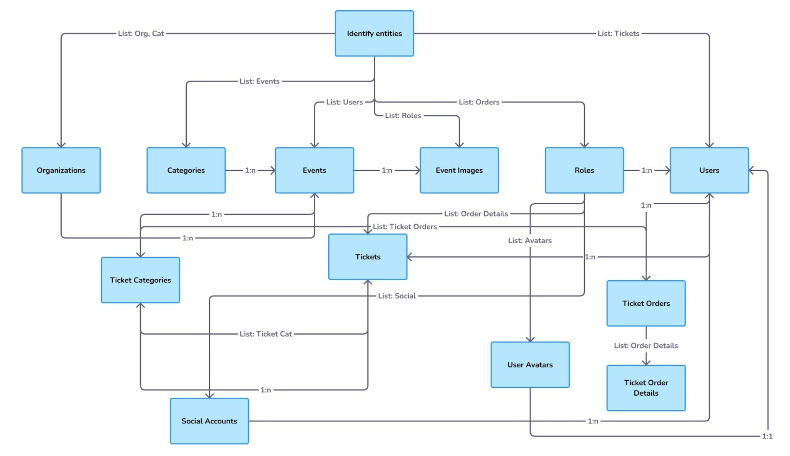 Identify entities
List: Org, Cat
List: Tickets
List: Events
List: Users
List: Orders
List: Roles
Organizations
Categories
1:n
Events
1:n
Event Images
Roles
1:n
Users
1:n
List: Order Details
1:n
List: Ticket Orders
1:n
List: Avatars
Tickets
1:n
Ticket Categories
List: Social
Ticket Orders
List: Ticket Cat
List: Order Details
User Avatars
Ticket Order
Details
1:n
Social Accounts
1:n
1:1